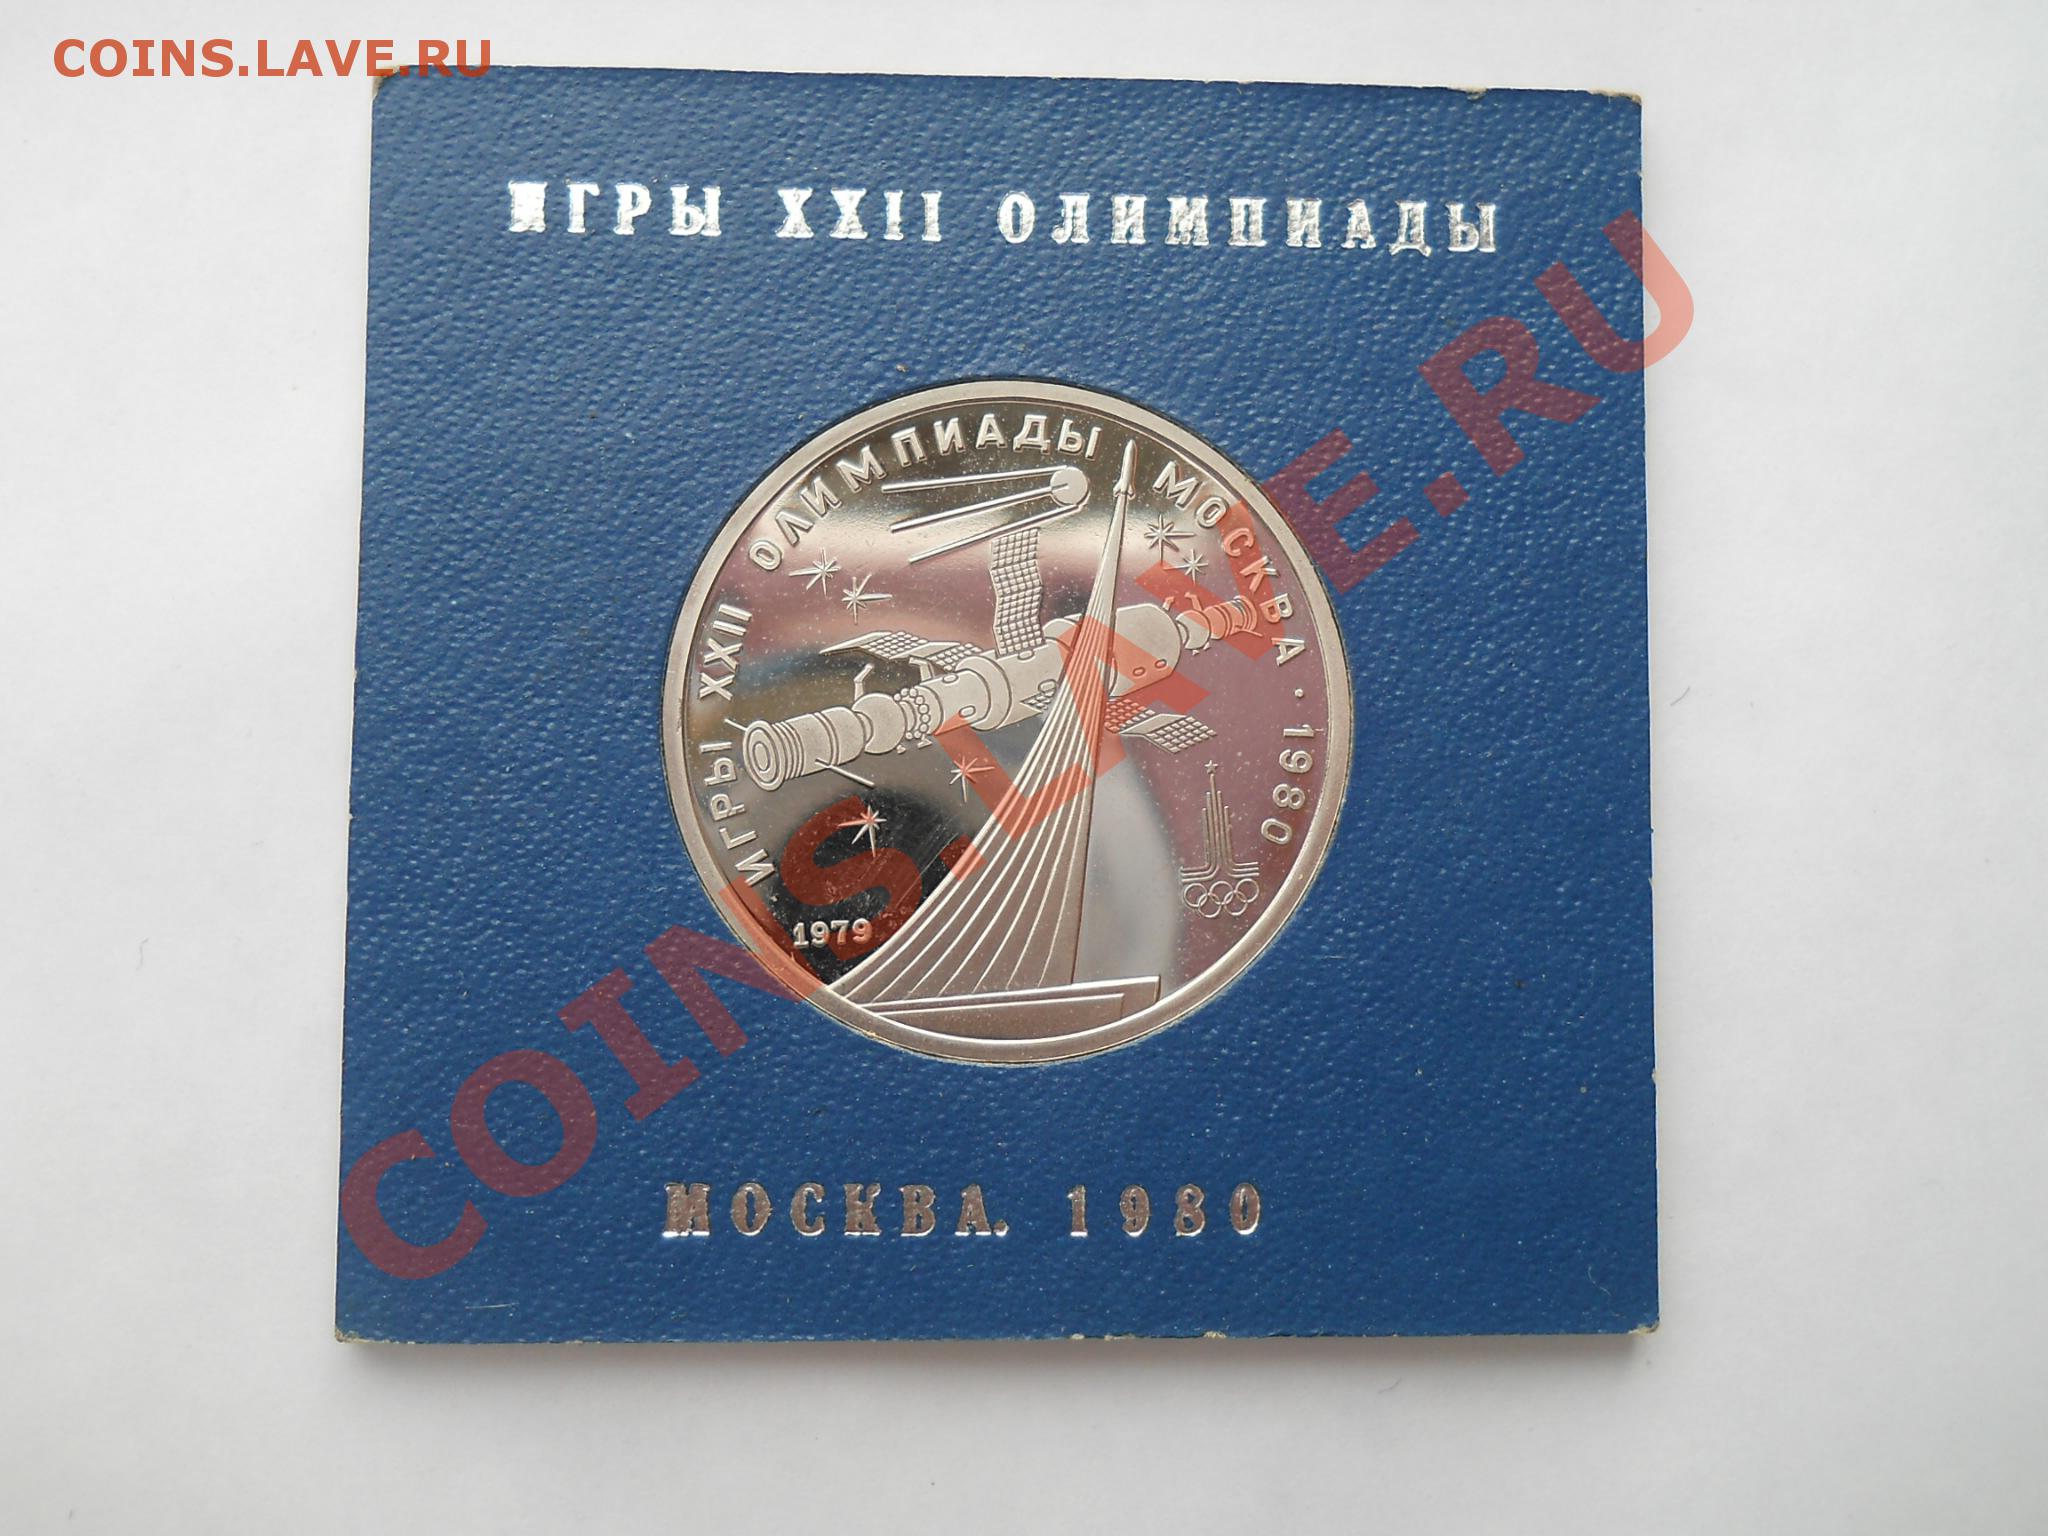 COINS.LAVE.RU
ИГРЫ XXII ОЛИМПИАДЫ
ИГРЫ XXII ОЛИМПИАДЫ МОСКВА · 1980
1979
МОСКВА. 1980
COINS.LAVE.RU